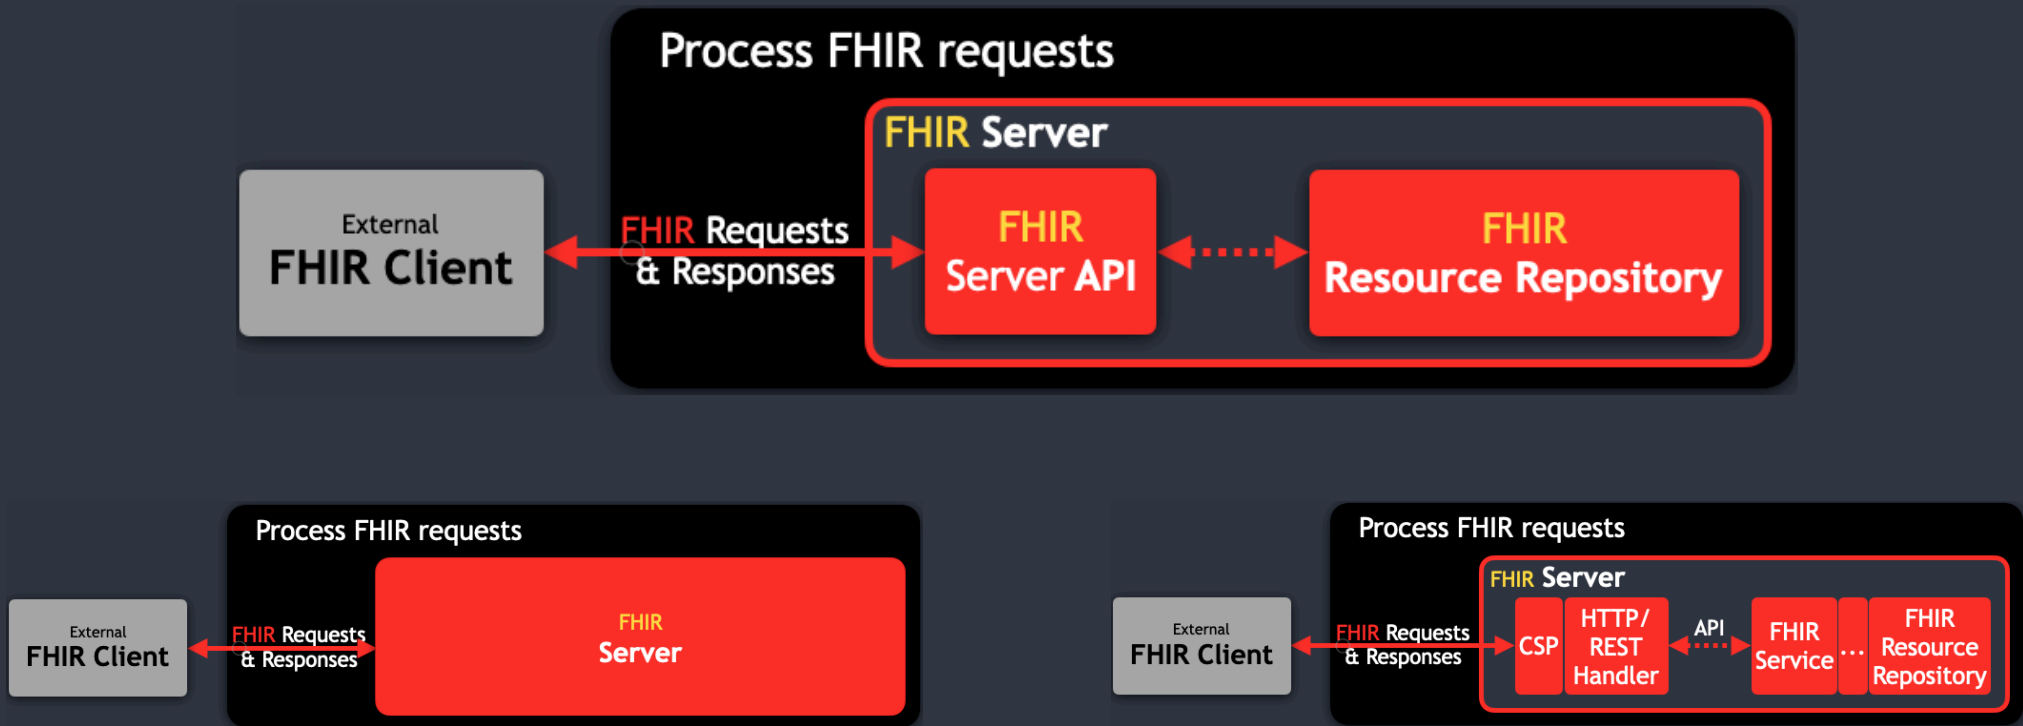 Process FHIR requests
FHIR Server
External
FHIR Client
FHIR Requests
& Responses
FHIR
Server API
FHIR
Resource Repository
Process FHIR requests
External
FHIR Client
FHIR Requests
& Responses
FHIR
Server
Process FHIR requests
FHIR Server
External
FHIR Client
FHIR Requests
& Responses
CSP
HTTP/
REST
Handler
API
FHIR
Service
...
FHIR
Resource
Repository